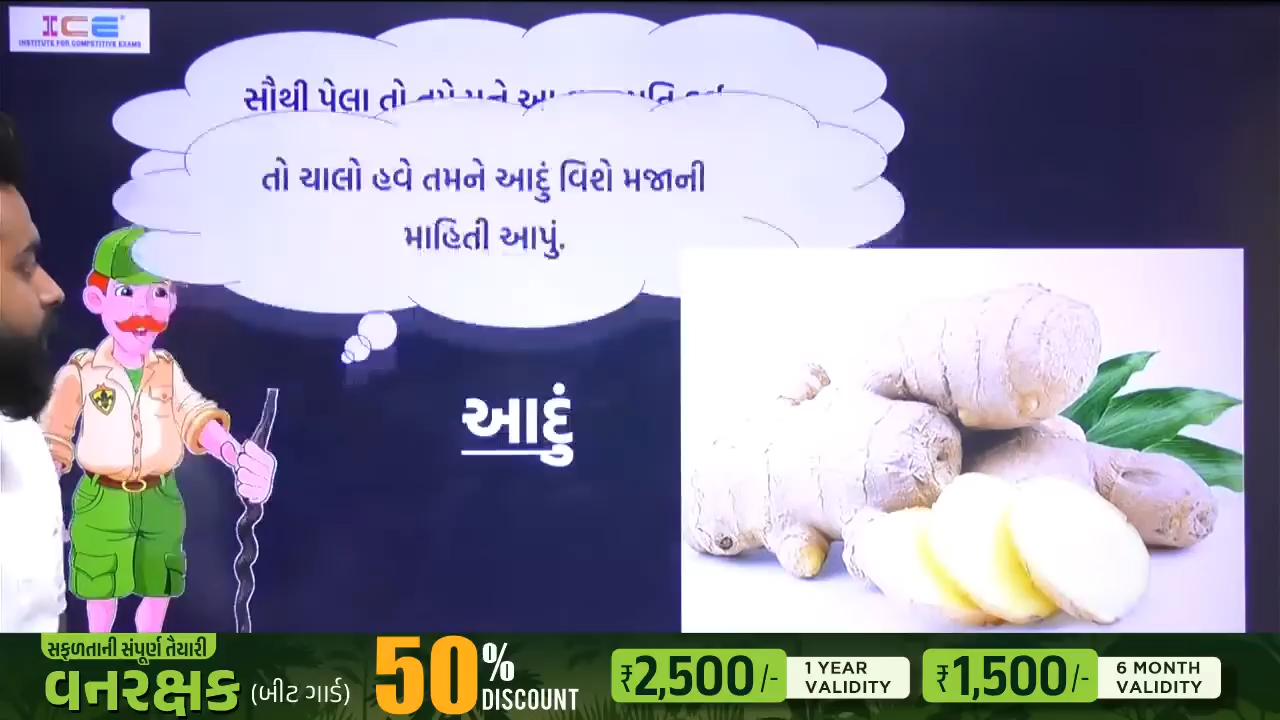 ICE
INSTITUTE FOR COMPETITIVE EXAMS
સૌથી પેલા તો
તો ચાલો હવે તમને આદું વિશે મજાની
માહિતી આપું.
આદું
સફળતાની સંપૂર્ણ તૈયારી
વનરક્ષક (બીટ ગાર્ડ)
50% DISCOUNT
₹2,500/- 1 YEAR VALIDITY
₹1,500/- 6 MONTH VALIDITY